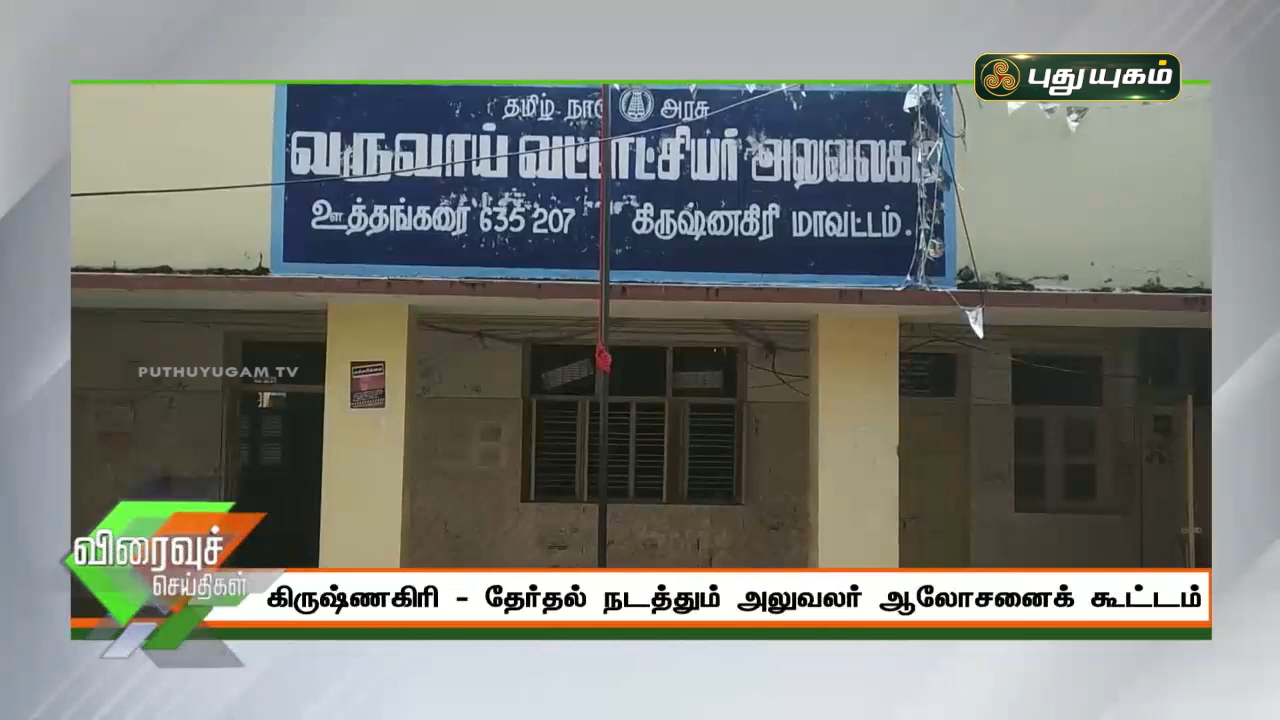 புதுயுகம்
தமிழ் நாடு அரசு
வருவாய் வட்டாட்சியர் அலுவலகம்
ஊத்தங்கரை 635 207 கிருஷ்ணகிரி மாவட்டம்.
PUTHUYUGAM TV
விரைவுச்
செய்திகள்
கிருஷ்ணகிரி - தேர்தல் நடத்தும் அலுவலர் ஆலோசனைக் கூட்டம்